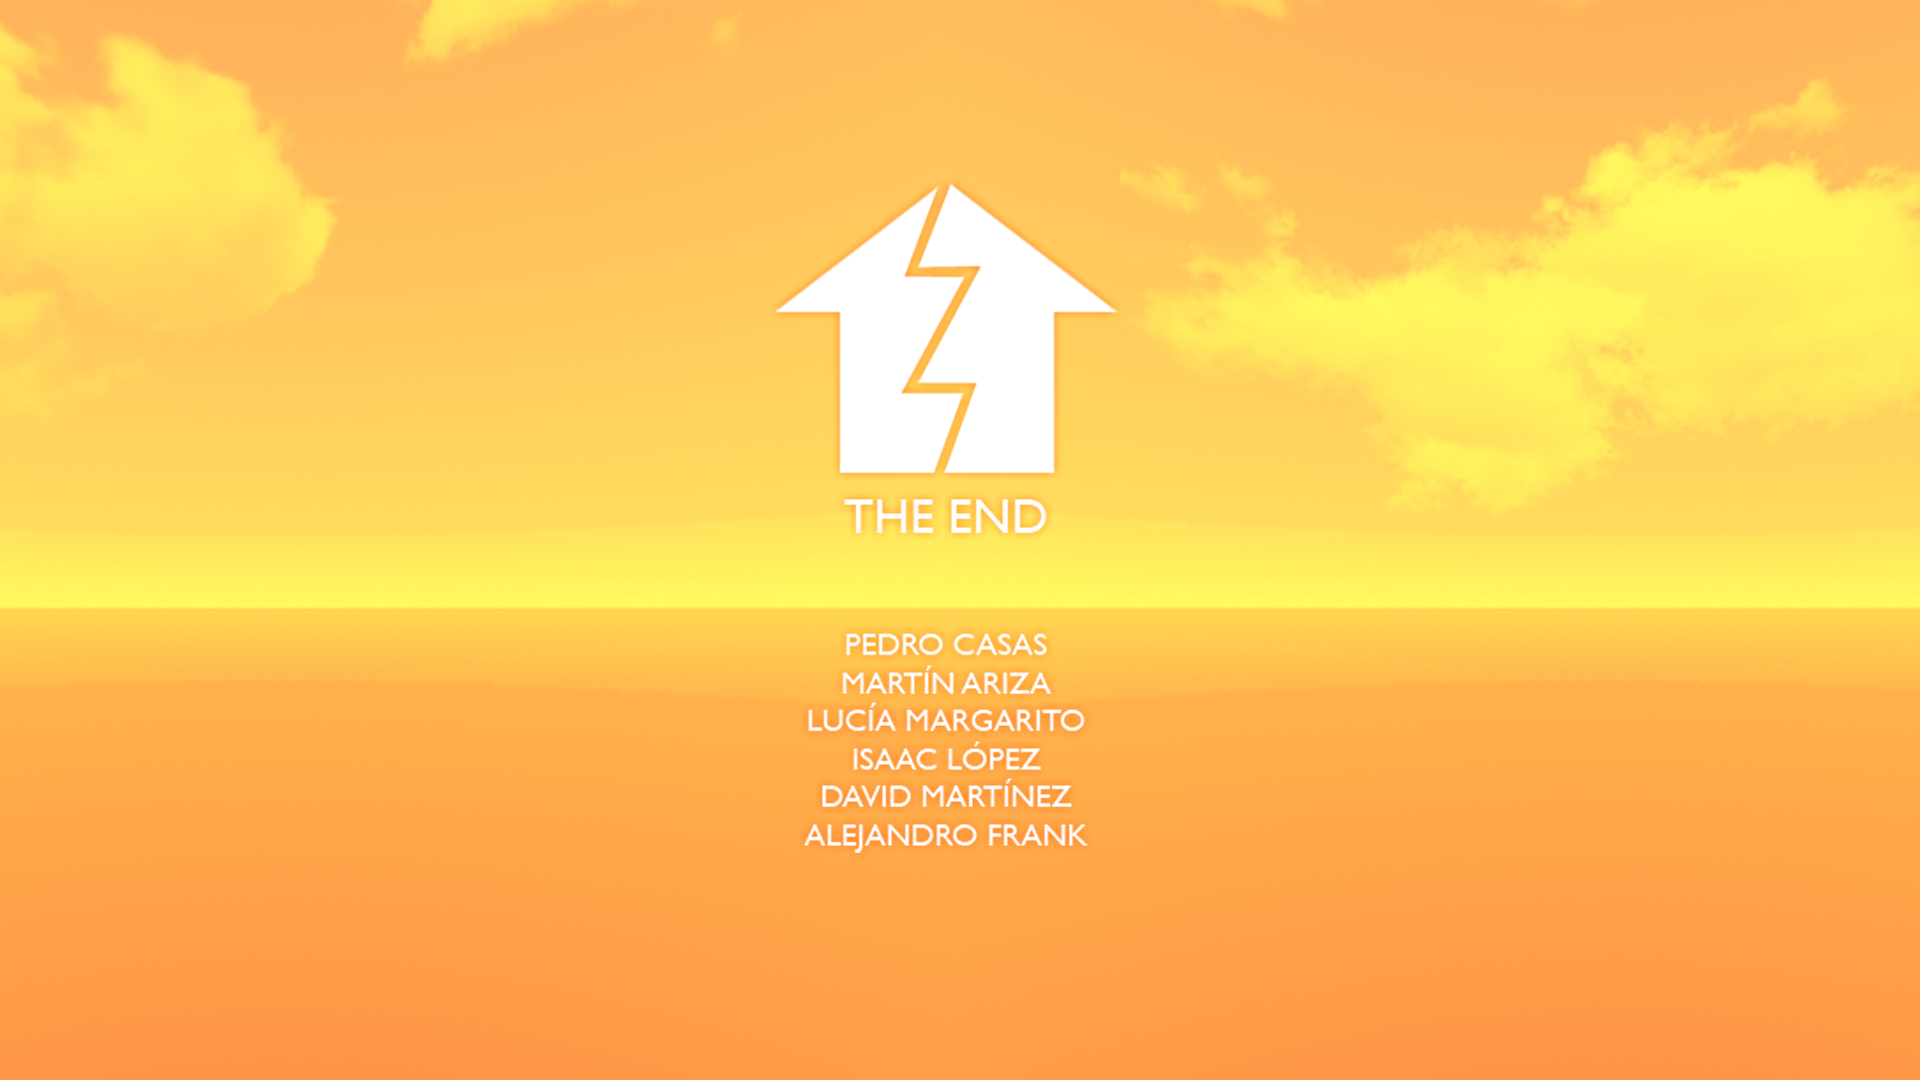 THE END
PEDRO CASAS
MARTÍN ARIZA
LUCÍA MARGARITO
ISAAC LÓPEZ
DAVID MARTÍNEZ
ALEJANDRO FRANK